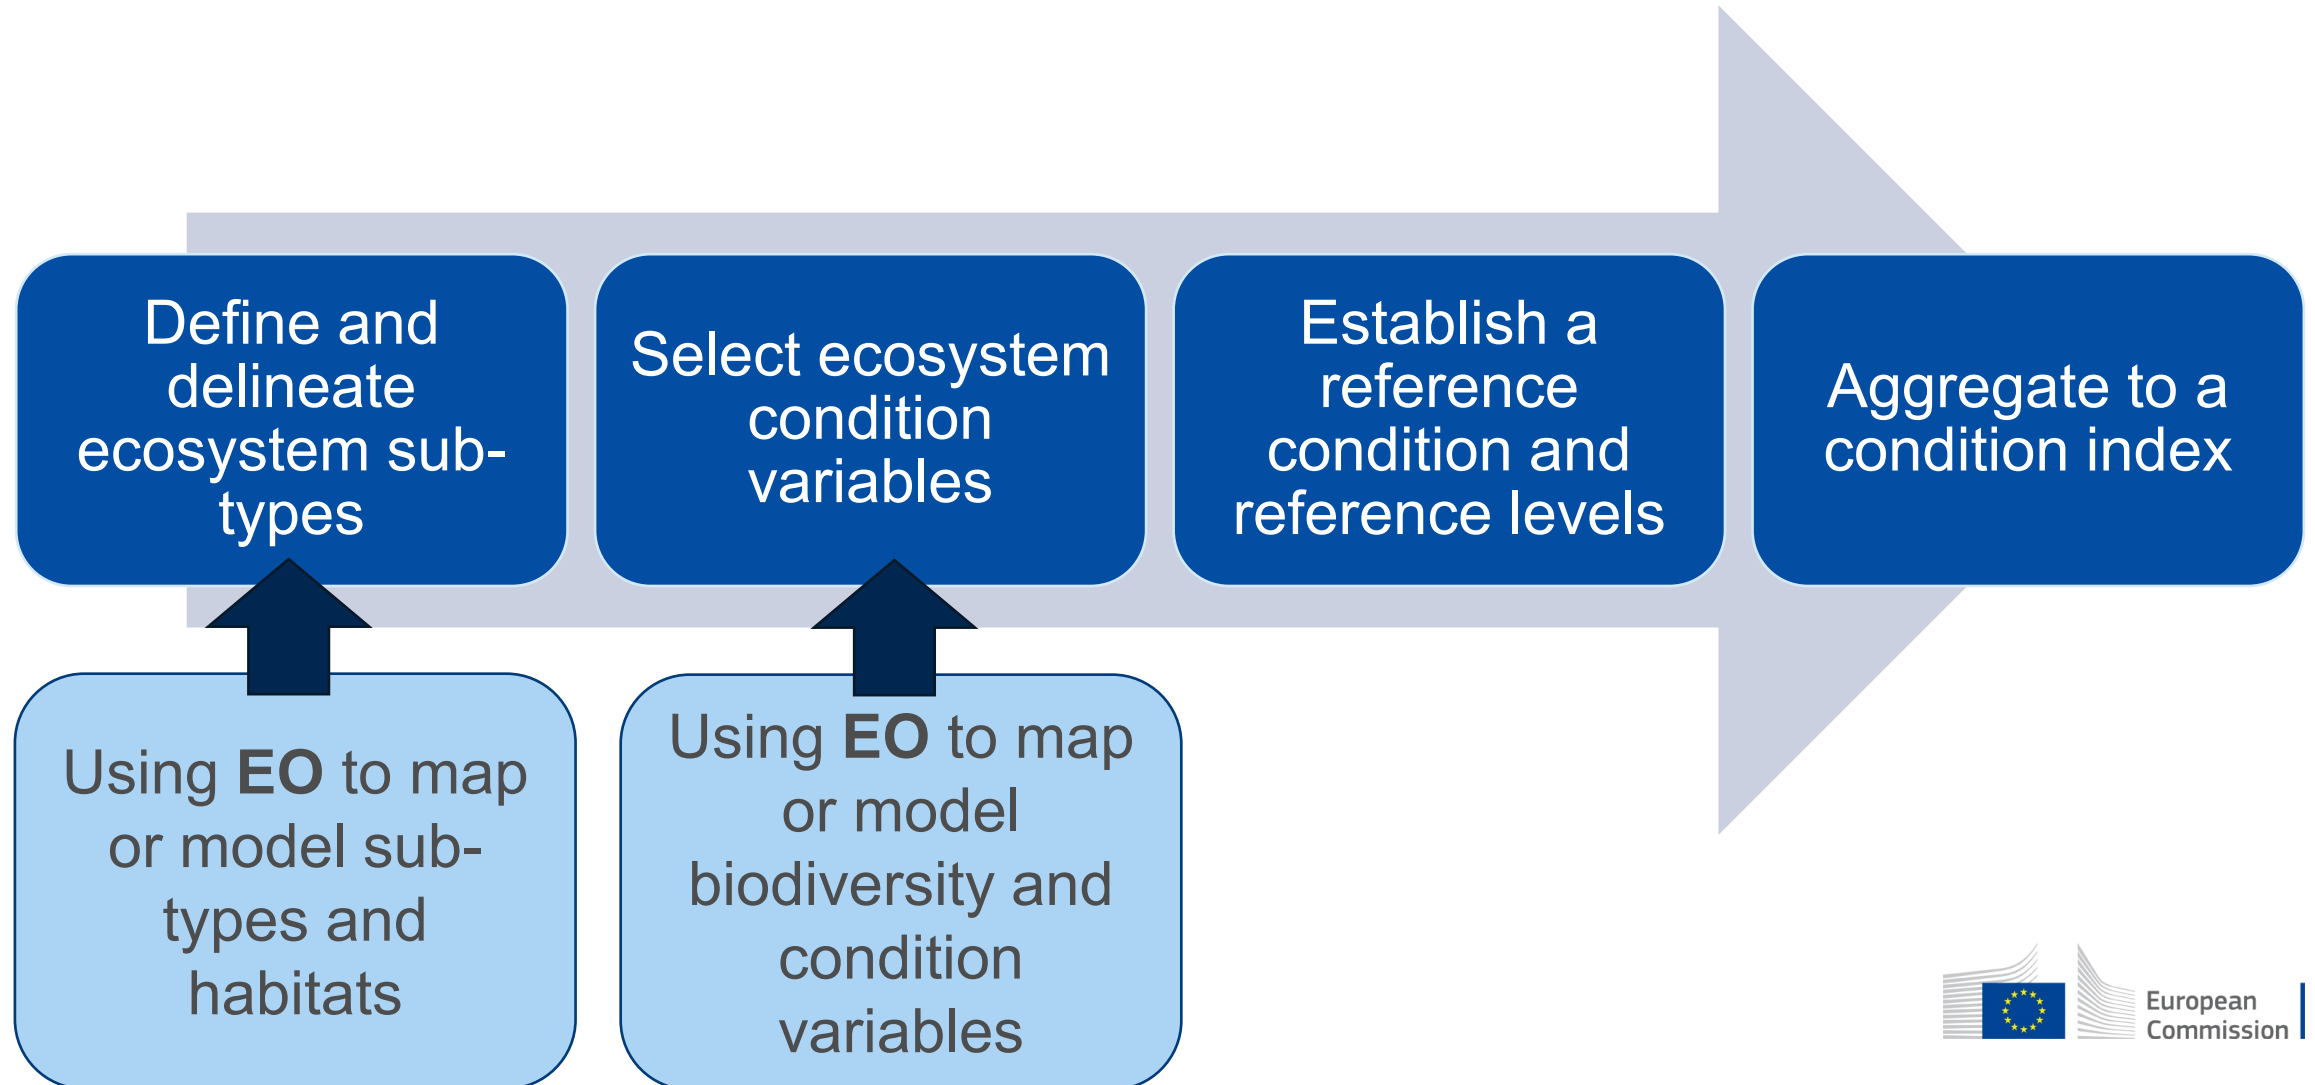 Define and
delineate
ecosystem sub-
types
Select ecosystem
condition
variables
Establish a
reference
condition and
reference levels
Aggregate to a
condition index
Using EO to map
or model sub-
types and
habitats
Using EO to map
or model
biodiversity and
condition
variables
European
Commission